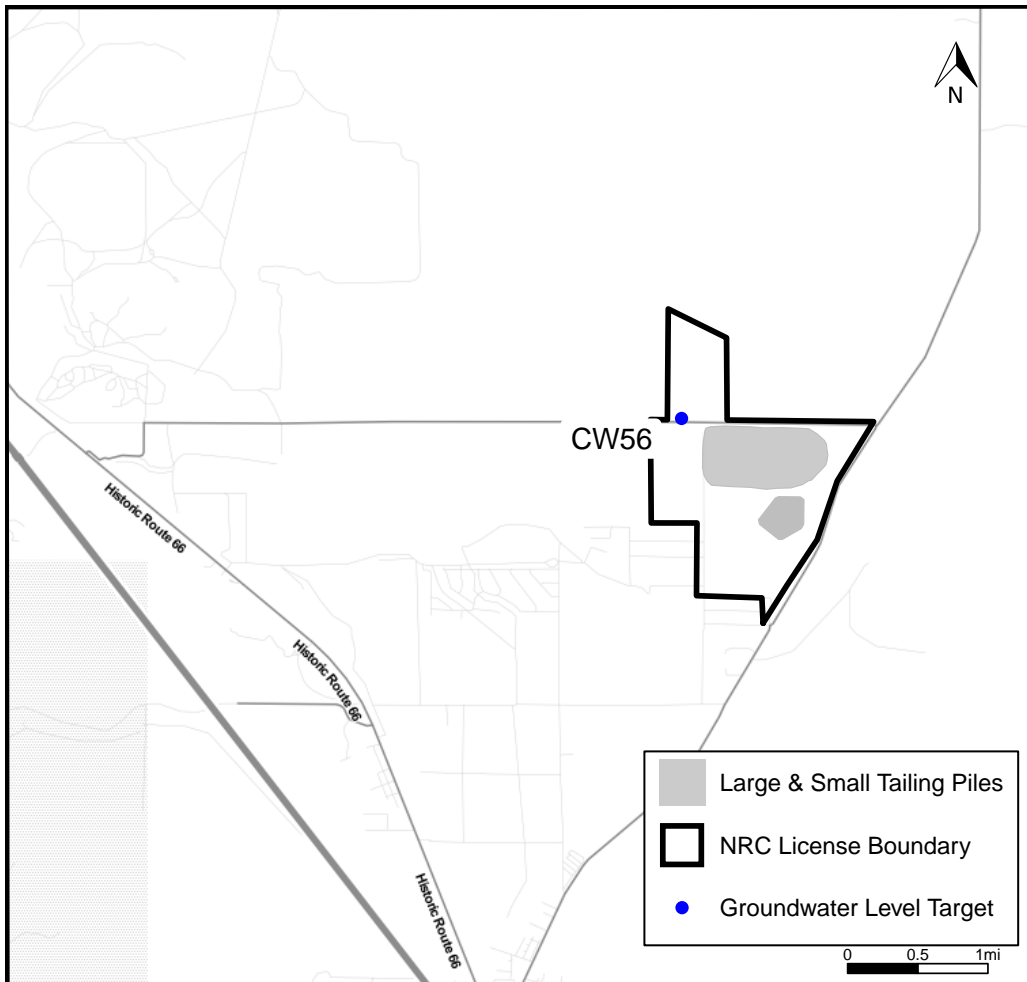 N
CW56
Historic Route 66
Historic Route 66
Historic Route 66
Large & Small Tailing Piles
NRC License Boundary
Groundwater Level Target
0 0.5 1mi